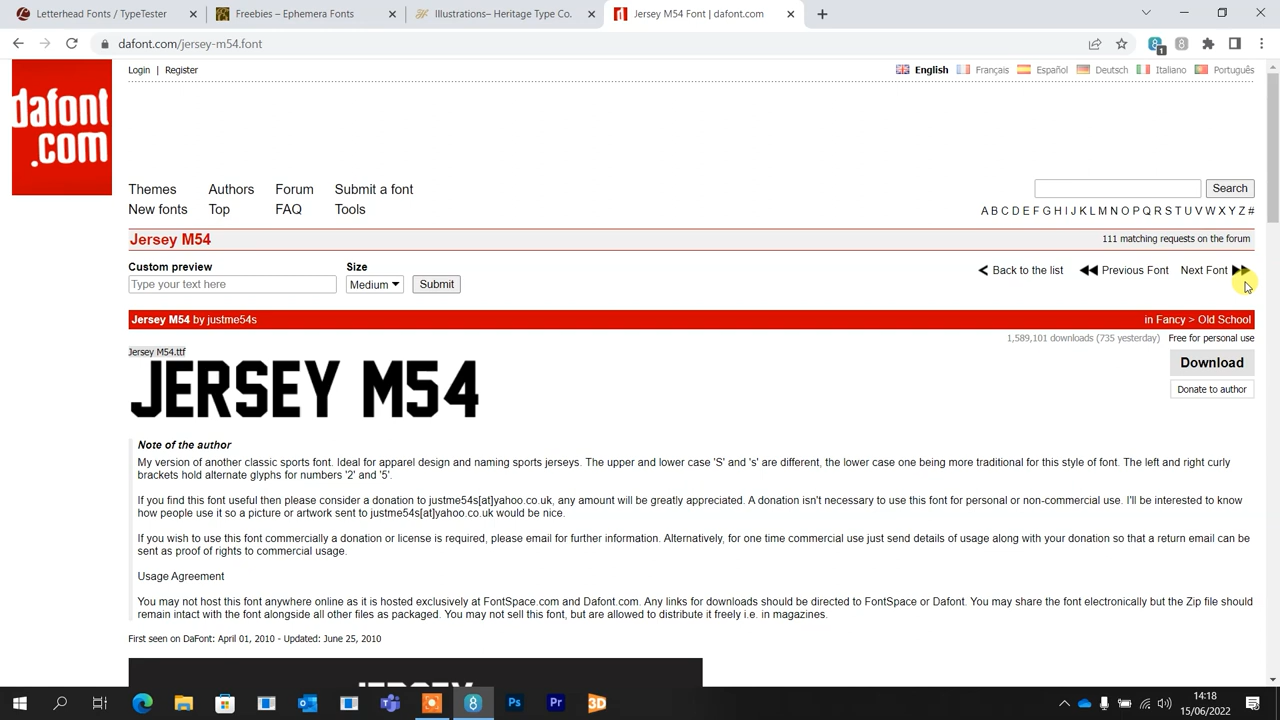 Letterhead Fonts / TypeTester
Freebies – Ephemera Fonts
Illustrations– Heritage Type Co.
Jersey M54 Font | dafont.com
dafont.com/jersey-m54.font
1
Login | Register
English Français Español Deutsch Italiano Português
dafont
.com
Themes Authors Forum Submit a font
Search
New fonts Top FAQ Tools
A B C D E F G H I J K L M N O P Q R S T U V W X Y Z #
Jersey M54
111 matching requests on the forum
Custom preview Size
Back to the list Previous Font Next Font
Type your text here Medium Submit
Jersey M54 by justme54s
in Fancy > Old School
1,589,101 downloads (735 yesterday) Free for personal use
Jersey M54.ttf
Download
JERSEY M54
Donate to author
Note of the author
My version of another classic sports font. Ideal for apparel design and naming sports jerseys. The upper and lower case 'S' and 's' are different, the lower case one being more traditional for this style of font. The left and right curly
brackets hold alternate glyphs for numbers '2' and '5'.
If you find this font useful then please consider a donation to justme54s[at]yahoo.co.uk, any amount will be greatly appreciated. A donation isn't necessary to use this font for personal or non-commercial use. I'll be interested to know
how people use it so a picture or artwork sent to justme54s[at]yahoo.co.uk would be nice.
If you wish to use this font commercially a donation or license is required, please email for further information. Alternatively, for one time commercial use just send details of usage along with your donation so that a return email can be
sent as proof of rights to commercial usage.
Usage Agreement
You may not host this font anywhere online as it is hosted exclusively at FontSpace.com and Dafont.com. Any links for downloads should be directed to FontSpace or Dafont. You may share the font electronically but the Zip file should
remain intact with the font alongside all other files as packaged. You may not sell this font, but are allowed to distribute it freely i.e. in magazines.
First seen on DaFont: April 01, 2010 - Updated: June 25, 2010
JERSEY
Ps
Pr
3D
14:18
15/06/2022